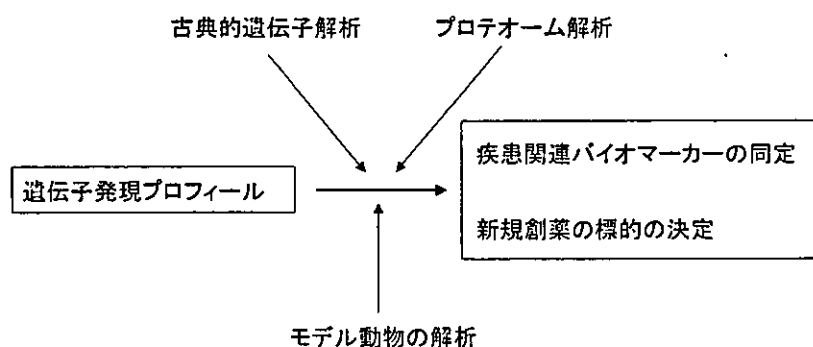 古典的遺伝子解析
プロテオーム解析
疾患関連バイオマーカーの同定
遺伝子発現プロフィール
新規創薬の標的の決定
モデル動物の解析